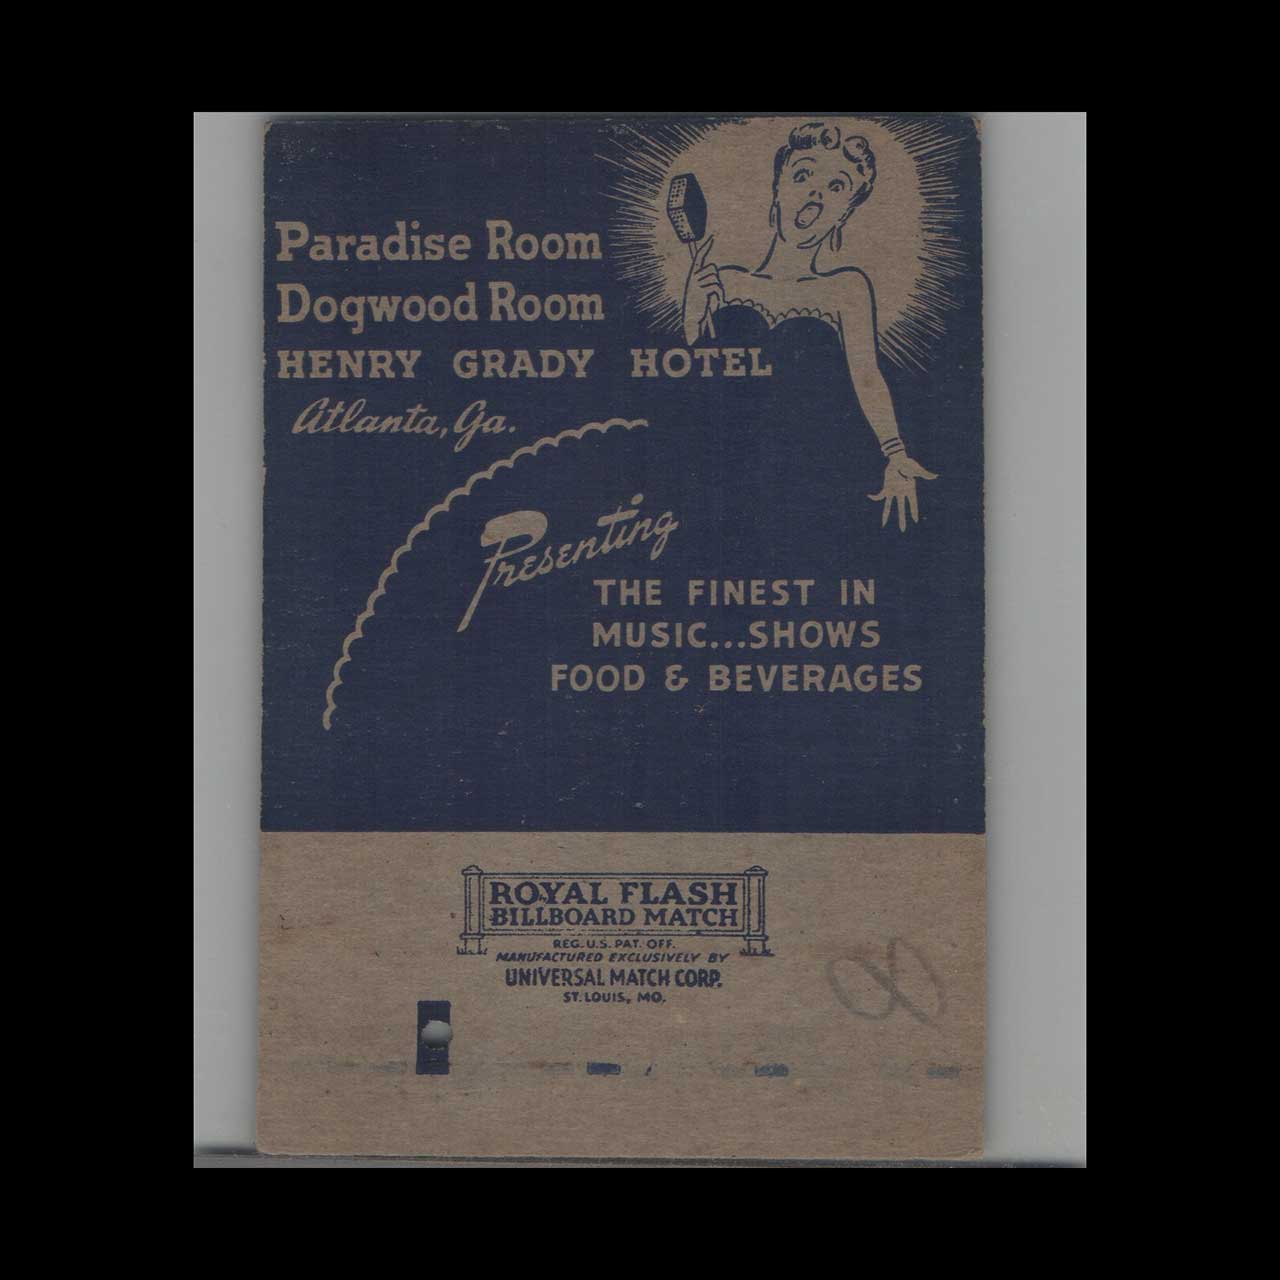 Paradise Room
Dogwood Room
HENRY GRADY HOTEL
Atlanta, Ga.
Presenting
THE FINEST IN
MUSIC...SHOWS
FOOD & BEVERAGES
ROYAL FLASH
BILLBOARD MATCH
REG. U.S. PAT. OFF.
MANUFACTURED EXCLUSIVELY BY
UNIVERSAL MATCH CORP.
ST. LOUIS, MO.